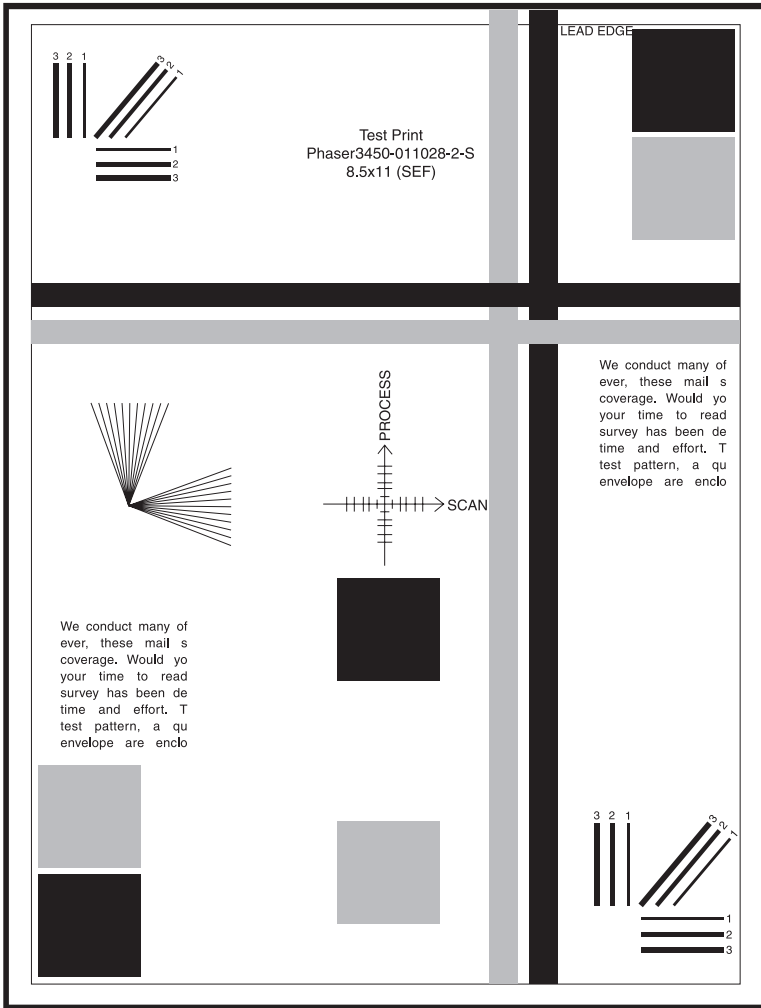 LEAD EDGE
3 2 1
3
2
1
1
2
3
Test Print
Phaser3450-011028-2-S
8.5x11 (SEF)
We conduct many of
ever, these mail s
coverage. Would yo
your time to read
survey has been de
time and effort. T
test pattern, a qu
envelope are enclo
PROCESS
SCAN
We conduct many of
ever, these mail s
coverage. Would yo
your time to read
survey has been de
time and effort. T
test pattern, a qu
envelope are enclo
3 2 1
3
2
1
1
2
3